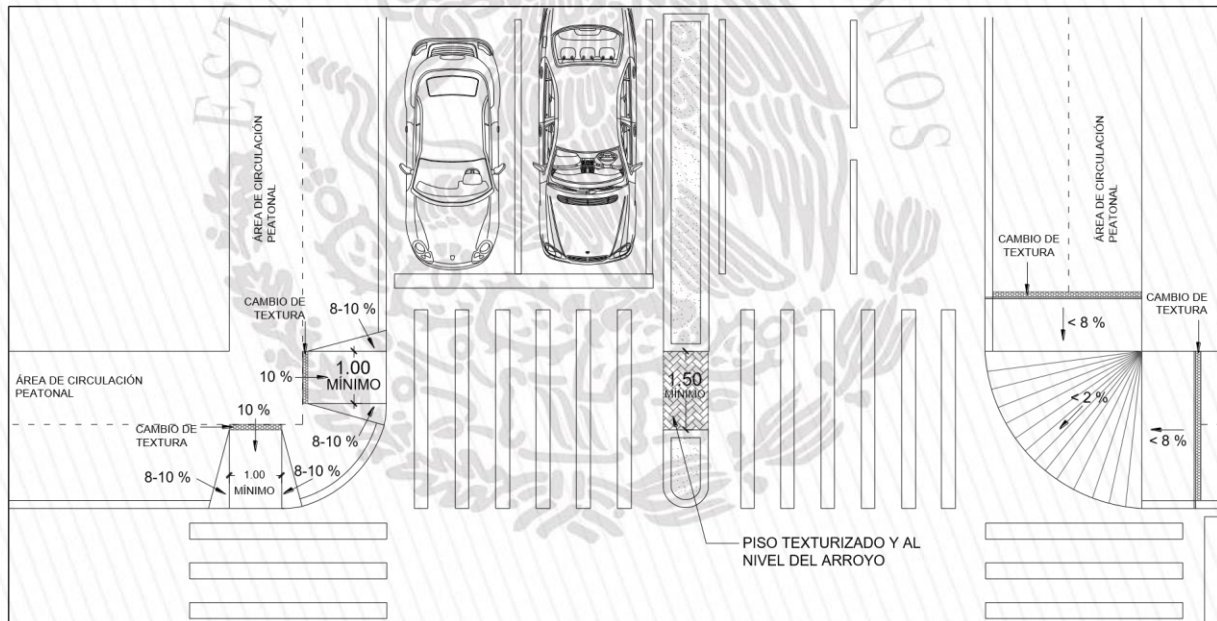 ESTA
NOS
ÁREA DE CIRCULACIÓN
PEATONAL
CAMBIO DE
TEXTURA
8-10 %
10 %
1.00
MÍNIMO
8-10 %
ÁREA DE CIRCULACIÓN
PEATONAL
10 %
CAMBIO DE
TEXTURA
8-10 %
1.00
MÍNIMO
8-10 %
1.50
MÍNIMO
PISO TEXTURIZADO Y AL
NIVEL DEL ARROYO
ÁREA DE CIRCULACIÓN
PEATONAL
CAMBIO DE
TEXTURA
< 8 %
CAMBIO DE
TEXTURA
< 2 %
< 8 %